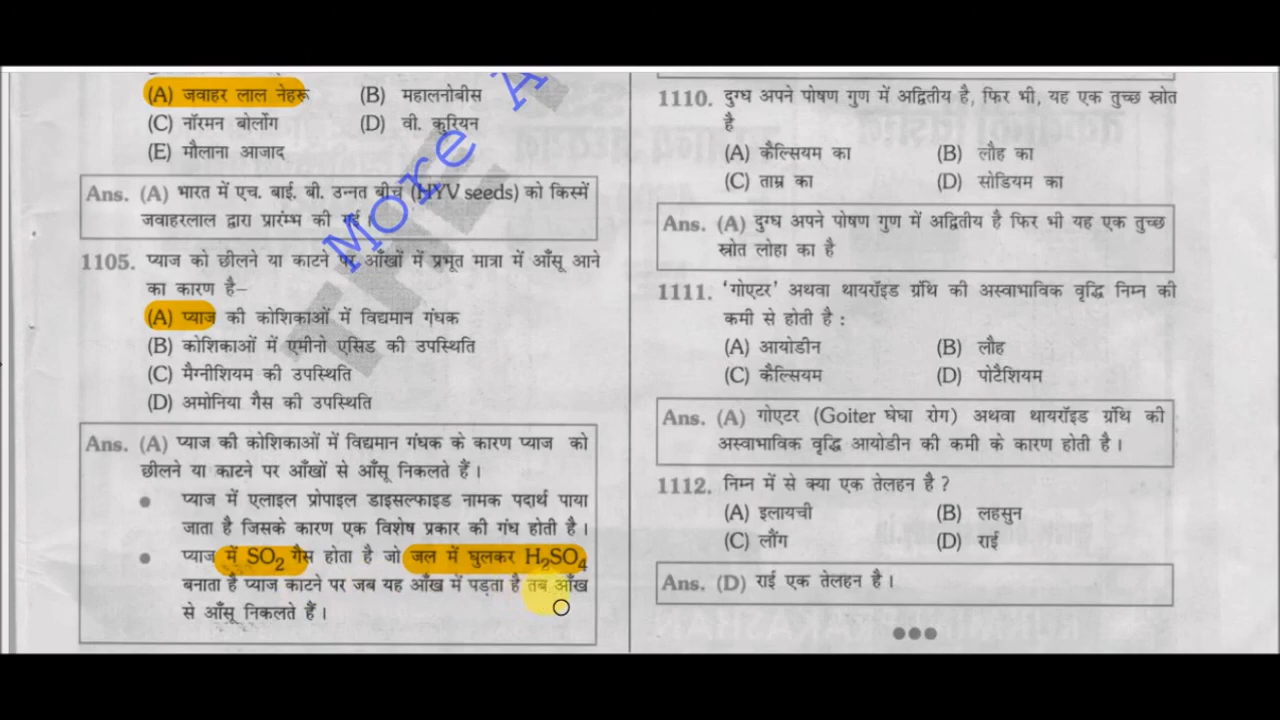 (A) जवाहर लाल नेहरू (B) महालनोबीस
(C) नॉरमन बोर्लोग (D) वी. कुरियन
(E) मौलाना आजाद
Ans. (A) भारत में एच. बाई. बी. उन्नत बीच (HYV seeds) को किस्में
जवाहरलाल द्वारा प्रारंम्भ की गई।
1105. प्याज को छीलने या काटने पर आँखों में प्रभूत मात्रा में आँसू आने
का कारण है–
(A) प्याज की कोशिकाओं में विद्यमान गंधक
(B) कोशिकाओं में एमीनो एसिड की उपस्थिति
(C) मैग्नीशियम की उपस्थिति
(D) अमोनिया गैस की उपस्थिति
Ans. (A) प्याज की कोशिकाओं में विद्यमान गंधक के कारण प्याज को
छीलने या काटने पर आँखों से आँसू निकलते हैं।
● प्याज में एलाइल प्रोपाइल डाइसल्फाइड नामक पदार्थ पाया
जाता है जिसके कारण एक विशेष प्रकार की गंध होती है।
● प्याज में SO₂ गैस होता है जो जल में घुलकर H₂SO₄
बनाता है प्याज काटने पर जब यह आँख में पड़ता है तब आँख
से आँसू निकलते हैं।
More A
THE
1110. दुग्ध अपने पोषण गुण में अद्वितीय है, फिर भी, यह एक तुच्छ स्रोत
है
(A) कैल्सियम का (B) लौह का
(C) ताम्र का (D) सोडियम का
Ans. (A) दुग्ध अपने पोषण गुण में अद्वितीय है फिर भी यह एक तुच्छ
स्रोत लोहा का है
1111. 'गोएटर' अथवा थायरॉइड ग्रंथि की अस्वाभाविक वृद्धि निम्न की
कमी से होती है :
(A) आयोडीन (B) लौह
(C) कैल्सियम (D) पोटैशियम
Ans. (A) गोएटर (Goiter घेघा रोग) अथवा थायरॉइड ग्रंथि की
अस्वाभाविक वृद्धि आयोडीन की कमी के कारण होती है।
1112. निम्न में से क्या एक तेलहन है ?
(A) इलायची (B) लहसुन
(C) लौंग (D) राई
Ans. (D) राई एक तेलहन है।